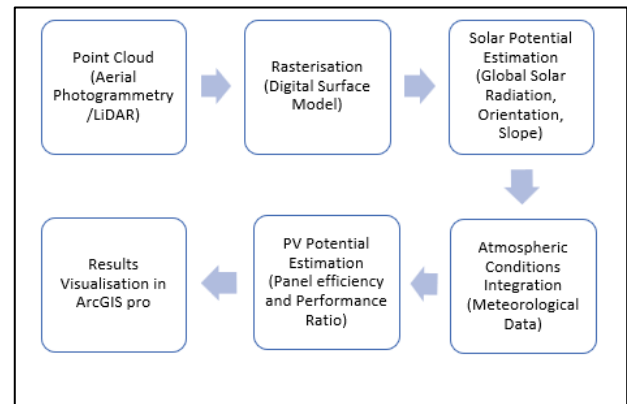 Point Cloud
(Aerial
Photogrammetry
/LiDAR)
Rasterisation
(Digital Surface
Model)
Solar Potential
Estimation
(Global Solar
Radiation,
Orientation,
Slope)
Atmospheric
Conditions
Integration
(Meteorological
Data)
PV Potential
Estimation
(Panel efficiency
and Performance
Ratio)
Results
Visualisation in
ArcGIS pro